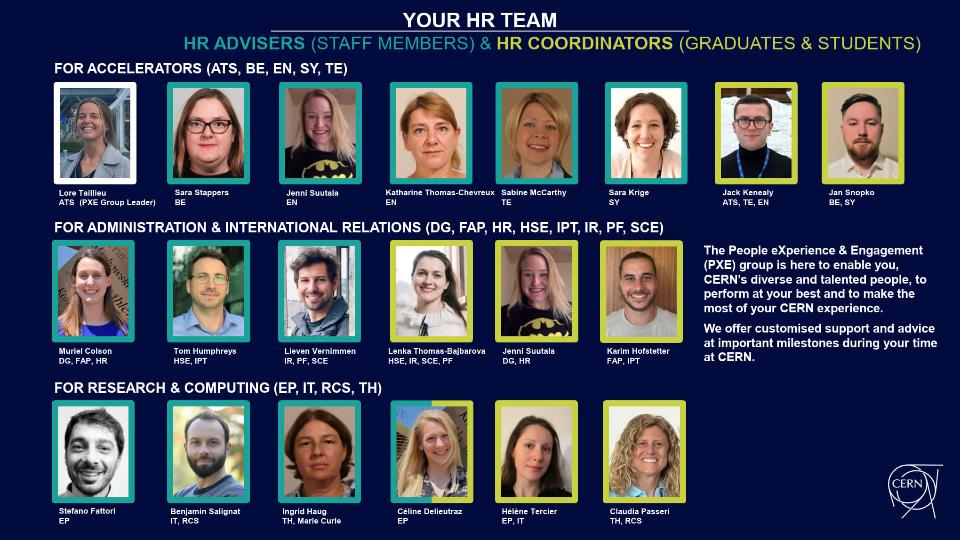 YOUR HR TEAM
HR ADVISERS (STAFF MEMBERS) & HR COORDINATORS (GRADUATES & STUDENTS)
FOR ACCELERATORS (ATS, BE, EN, SY, TE)
Lore Taillieu
ATS (PXE Group Leader)
Sara Stappers
BE
Jenni Suutala
EN
Katharine Thomas-Chevreux
EN
Sabine McCarthy
TE
Sara Krige
SY
Jack Kenealy
ATS, TE, EN
Jan Snopko
BE, SY
FOR ADMINISTRATION & INTERNATIONAL RELATIONS (DG, FAP, HR, HSE, IPT, IR, PF, SCE)
Muriel Colson
DG, FAP, HR
Tom Humphreys
HSE, IPT
Lieven Vernimmen
IR, PF, SCE
Lenka Thomas-Bajbarova
HSE, IR, SCE, PF
Jenni Suutala
DG, HR
Karim Hofstetter
FAP, IPT
The People eXperience & Engagement
(PXE) group is here to enable you,
CERN's diverse and talented people, to
perform at your best and to make the
most of your CERN experience.
We offer customised support and advice
at important milestones during your time
at CERN.
FOR RESEARCH & COMPUTING (EP, IT, RCS, TH)
Stefano Fattori
EP
Benjamin Salignat
IT, RCS
Ingrid Haug
TH, Marie Curie
Céline Delieutraz
EP
Hélène Tercier
EP, IT
Claudia Passeri
TH, RCS
CERN